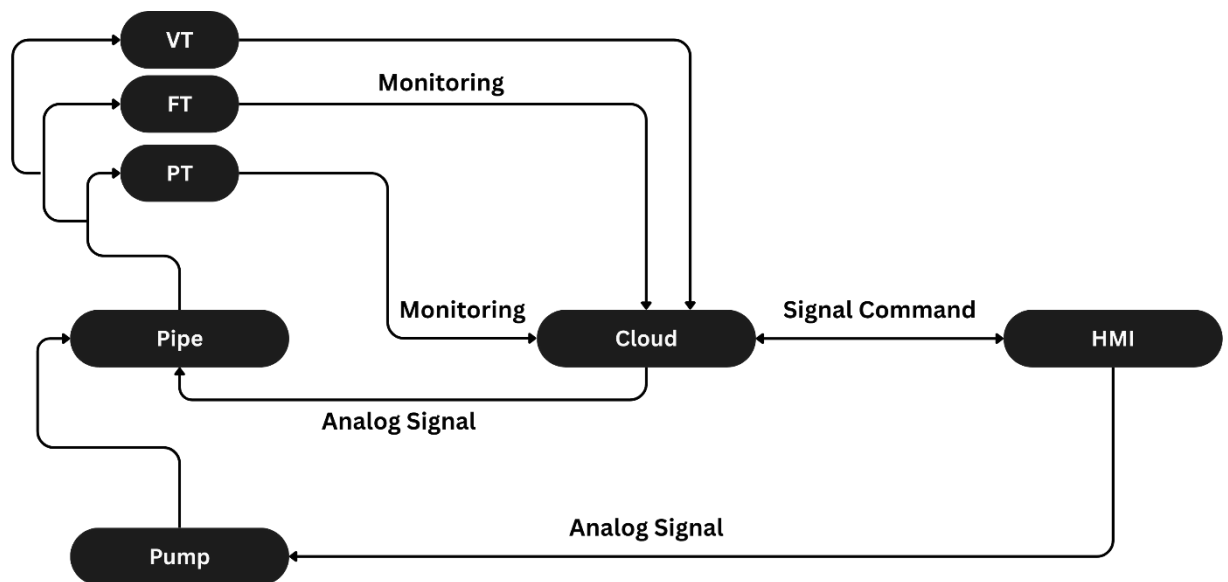 VT
Monitoring
FT
PT
Monitoring
Signal Command
Pipe
Cloud
HMI
Analog Signal
Analog Signal
Pump